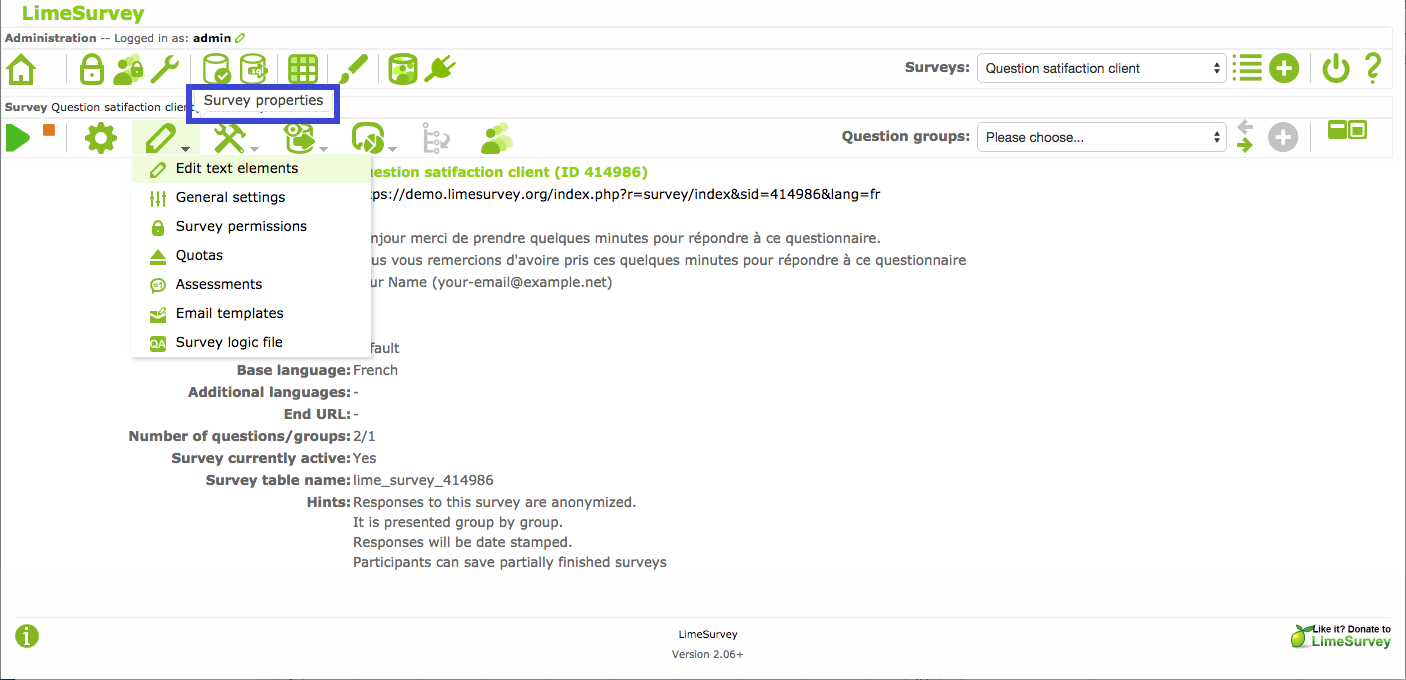 LimeSurvey
Administration -- Logged in as: admin
Surveys: Question satifaction client
Survey Question satifaction client
Survey properties
Question groups: Please choose...
Edit text elements
General settings
Survey permissions
Quotas
Assessments
Email templates
Survey logic file
uestion satifaction client (ID 414986)
tps://demo.limesurvey.org/index.php?r=survey/index&sid=414986&lang=fr
njour merci de prendre quelques minutes pour répondre à ce questionnaire.
us vous remercions d'avoire pris ces quelques minutes pour répondre à ce questionnaire
ur Name (your-email@example.net)
fault
Base language: French
Additional languages: -
End URL: -
Number of questions/groups: 2/1
Survey currently active: Yes
Survey table name: lime_survey_414986
Hints: Responses to this survey are anonymized.
It is presented group by group.
Responses will be date stamped.
Participants can save partially finished surveys
LimeSurvey
Version 2.06+
Like it? Donate to
LimeSurvey